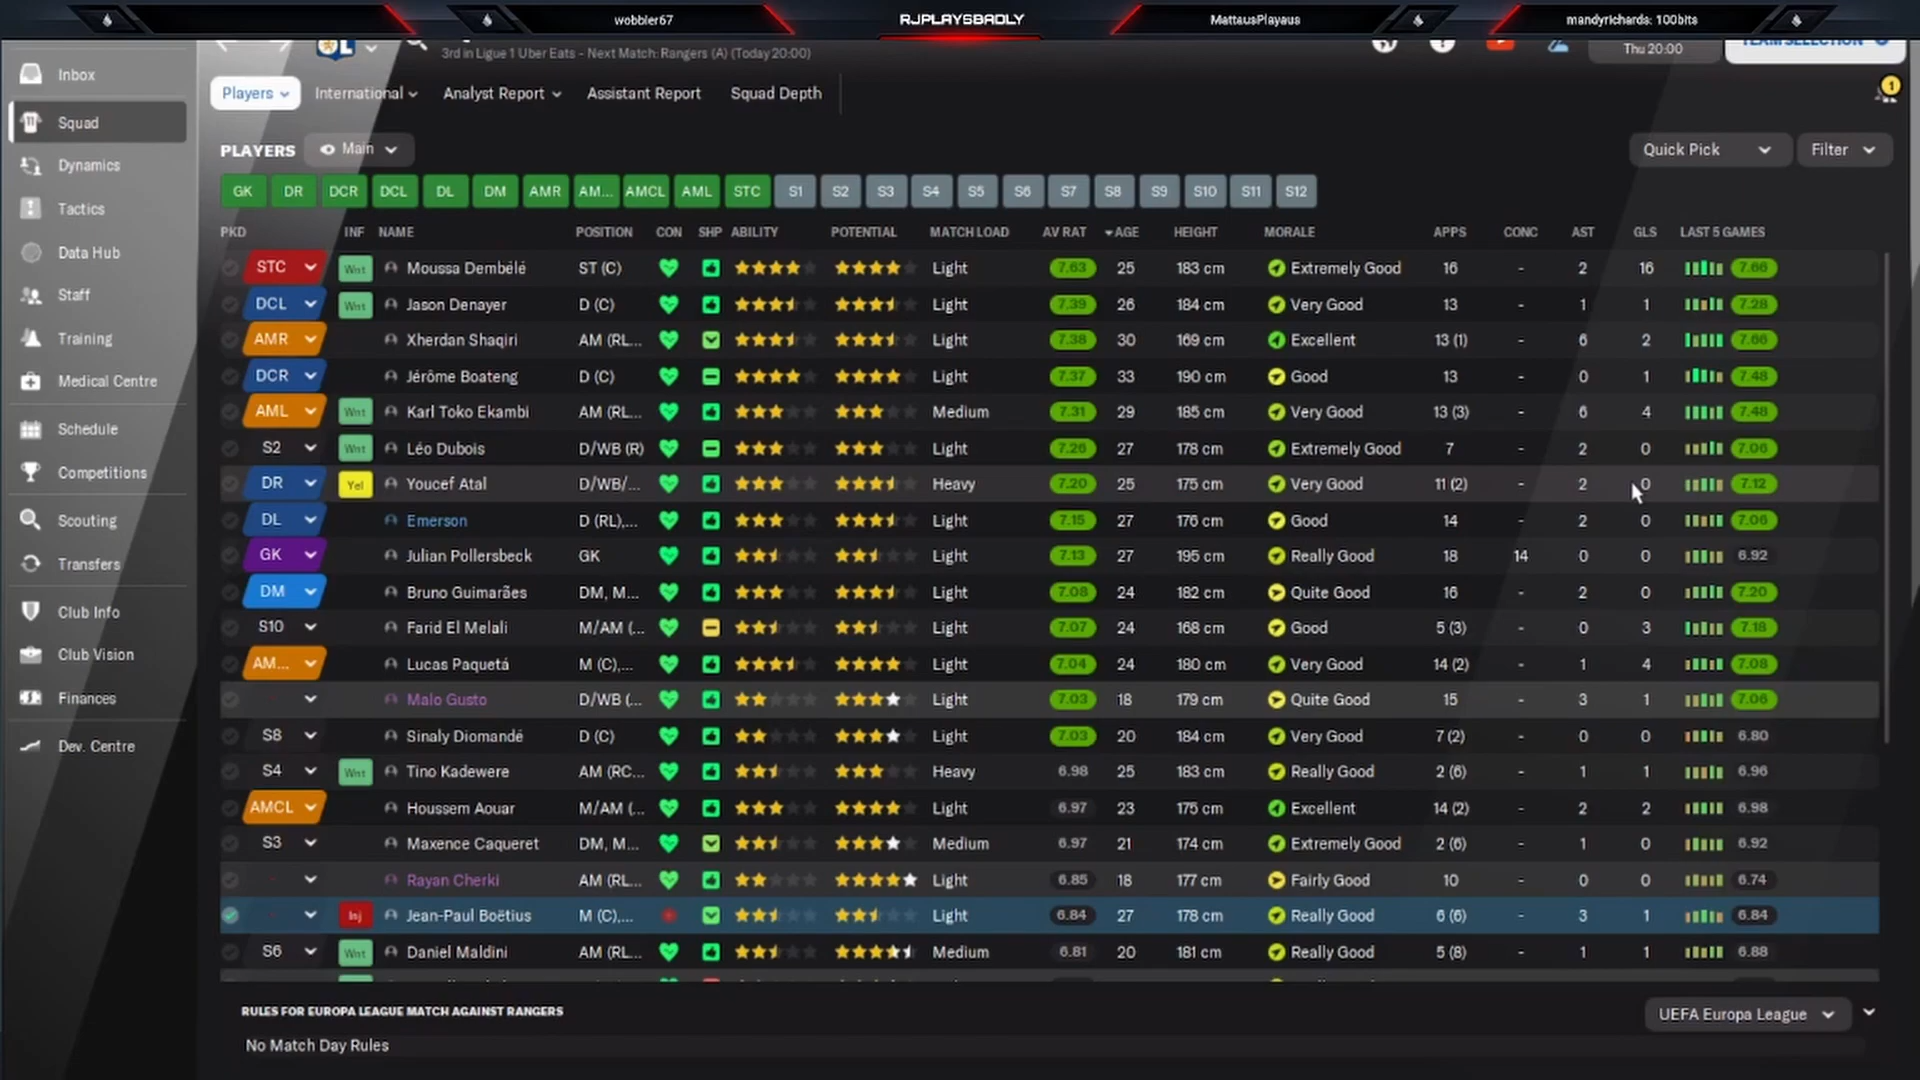 wobbler67 RJPLAYSBADLY MattausPlayaus mandyrichards: 100bits
OL 3rd in Ligue 1 Uber Eats - Next Match: Rangers (A) (Today 20:00) Thu 20:00 TEAM SELECTION
Inbox
Squad
Dynamics
Tactics
Data Hub
Staff
Training
Medical Centre
Schedule
Competitions
Scouting
Transfers
Club Info
Club Vision
Finances
Dev. Centre
Players International Analyst Report Assistant Report Squad Depth 1
PLAYERS Main Quick Pick Filter
GK DR DCR DCL DL DM AMR AM... AMCL AML STC S1 S2 S3 S4 S5 S6 S7 S8 S9 S10 S11 S12
PKD INF NAME POSITION CON SHP ABILITY POTENTIAL MATCH LOAD AV RAT AGE HEIGHT MORALE APPS CONC AST GLS LAST 5 GAMES
STC Wnt Moussa Dembélé ST (C) Light 7.63 25 183 cm Extremely Good 16 - 2 16 7.66
DCL Wnt Jason Denayer D (C) Light 7.39 26 184 cm Very Good 13 - 1 1 7.28
AMR Xherdan Shaqiri AM (RL... Light 7.38 30 169 cm Excellent 13 (1) - 6 2 7.66
DCR Jérôme Boateng D (C) Light 7.37 33 190 cm Good 13 - 0 1 7.48
AML Wnt Karl Toko Ekambi AM (RL... Medium 7.31 29 185 cm Very Good 13 (3) - 6 4 7.48
S2 Wnt Léo Dubois D/WB (R) Light 7.26 27 178 cm Extremely Good 7 - 2 0 7.06
DR Yel Youcef Atal D/WB/... Heavy 7.20 25 175 cm Very Good 11 (2) - 2 0 7.12
DL Emerson D (RL),... Light 7.15 27 176 cm Good 14 - 2 0 7.06
GK Julian Pollersbeck GK Light 7.13 27 195 cm Really Good 18 14 0 0 6.92
DM Bruno Guimarães DM, M... Light 7.08 24 182 cm Quite Good 16 - 2 0 7.20
S10 Farid El Melali M/AM (... Light 7.07 24 168 cm Good 5 (3) - 0 3 7.18
AM... Lucas Paquetá M (C),... Light 7.04 24 180 cm Very Good 14 (2) - 1 4 7.08
- Malo Gusto D/WB (... Light 7.03 18 179 cm Quite Good 15 - 3 1 7.06
S8 Sinaly Diomandé D (C) Light 7.03 20 184 cm Very Good 7 (2) - 0 0 6.80
S4 Wnt Tino Kadewere AM (RC... Heavy 6.98 25 183 cm Really Good 2 (6) - 1 1 6.96
AMCL Houssem Aouar M/AM (... Light 6.97 23 175 cm Excellent 14 (2) - 2 2 6.98
S3 Maxence Caqueret DM, M... Medium 6.97 21 174 cm Extremely Good 2 (6) - 1 0 6.92
- Rayan Cherki AM (RL... Light 6.85 18 177 cm Fairly Good 10 - 0 0 6.74
- Inj Jean-Paul Boëtius M (C),... Light 6.84 27 178 cm Really Good 6 (6) - 3 1 6.84
S6 Wnt Daniel Maldini AM (RL... Medium 6.81 20 181 cm Really Good 5 (8) - 1 1 6.88
RULES FOR EUROPA LEAGUE MATCH AGAINST RANGERS UEFA Europa League
No Match Day Rules